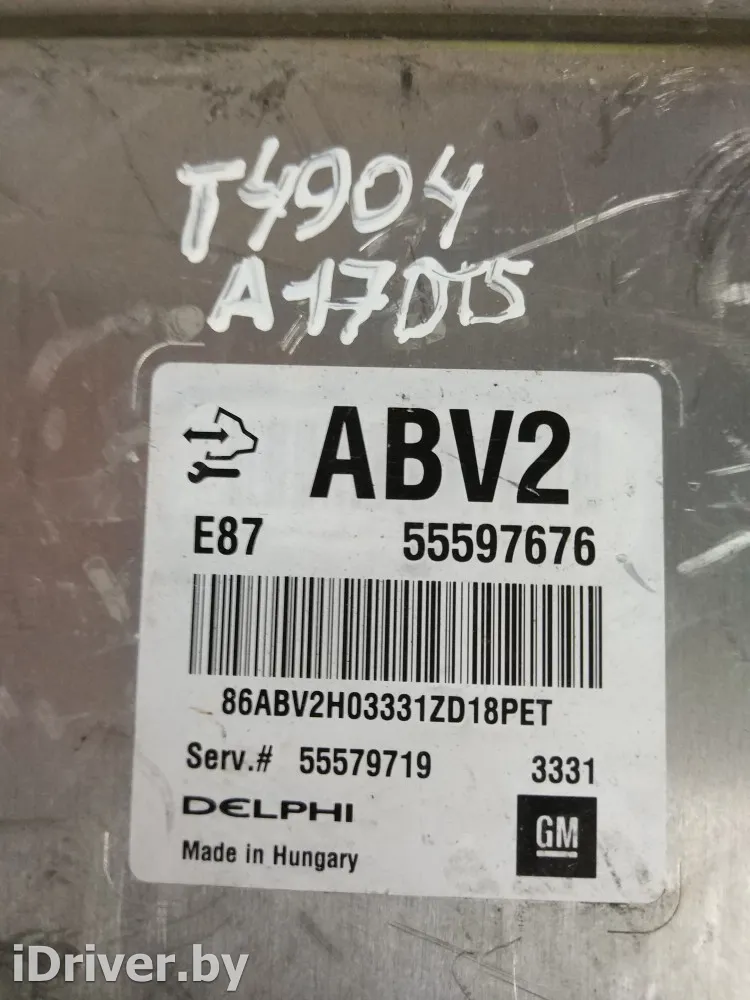 T4904
A17DTS
ABV2
E87 55597676
86ABV2H03331ZD18PET
Serv.# 55579719 3331
DELPHI
GM
Made in Hungary
iDriver.by